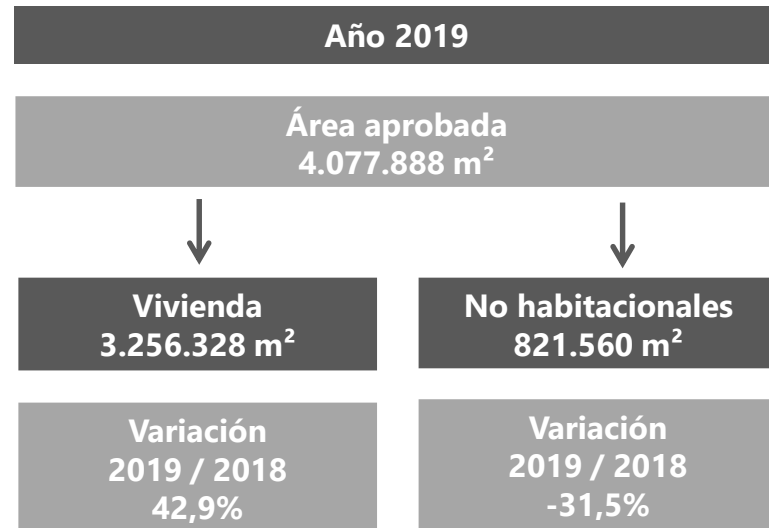 Año 2019
Área aprobada
4.077.888 m²
Vivienda
3.256.328 m²
No habitacionales
821.560 m²
Variación
2019 / 2018
42,9%
Variación
2019 / 2018
-31,5%